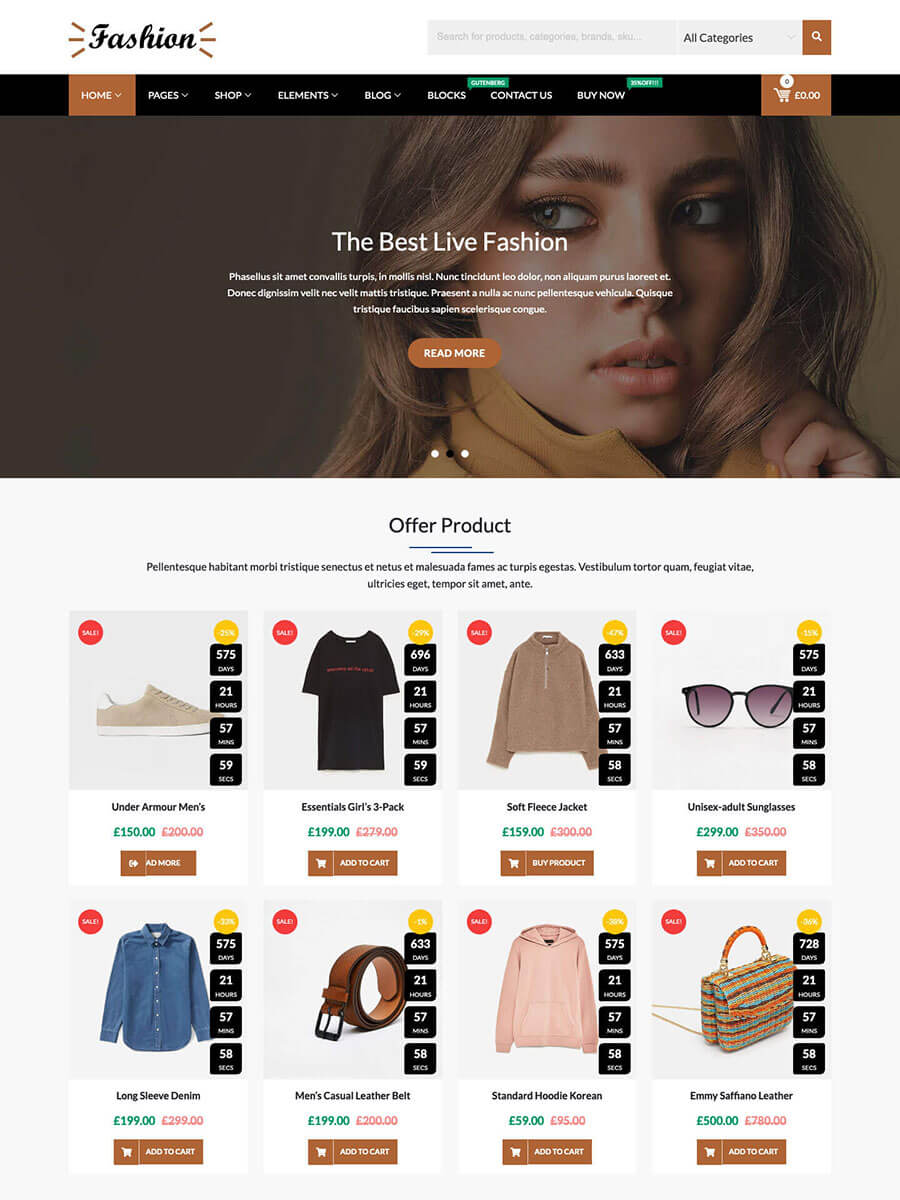 Fashion
Search for products, categories, brands, sku...
All Categories
GUTENBERG
35%OFF!!!
0
HOME
PAGES
SHOP
ELEMENTS
BLOG
BLOCKS
CONTACT US
BUY NOW
£0.00
The Best Live Fashion
Phasellus sit amet convallis turpis, in mollis nisl. Nunc tincidunt leo dolor, non aliquam purus laoreet et.
Donec dignissim velit nec velit mattis tristique. Praesent a nulla ac nunc pellentesque vehicula. Quisque
tristique faucibus sapien scelerisque congue.
READ MORE
Offer Product
Pellentesque habitant morbi tristique senectus et netus et malesuada fames ac turpis egestas. Vestibulum tortor quam, feugiat vitae,
ultricies eget, tempor sit amet, ante.
SALE!
-25%
575
DAYS
21
HOURS
57
MINS
59
SECS
Under Armour Men's
£150.00 £200.00
AD MORE
SALE!
-29%
696
DAYS
21
HOURS
57
MINS
59
SECS
Essentials Girl's 3-Pack
£199.00 £279.00
ADD TO CART
SALE!
-47%
633
DAYS
21
HOURS
57
MINS
58
SECS
Soft Fleece Jacket
£159.00 £300.00
BUY PRODUCT
SALE!
-15%
575
DAYS
21
HOURS
57
MINS
58
SECS
Unisex-adult Sunglasses
£299.00 £350.00
ADD TO CART
SALE!
-33%
575
DAYS
21
HOURS
57
MINS
58
SECS
Long Sleeve Denim
£199.00 £299.00
ADD TO CART
SALE!
-1%
633
DAYS
21
HOURS
57
MINS
58
SECS
Men's Casual Leather Belt
£199.00 £200.00
ADD TO CART
SALE!
-38%
575
DAYS
21
HOURS
57
MINS
58
SECS
Standard Hoodie Korean
£59.00 £95.00
ADD TO CART
SALE!
-36%
728
DAYS
21
HOURS
57
MINS
58
SECS
Emmy Saffiano Leather
£500.00 £780.00
ADD TO CART